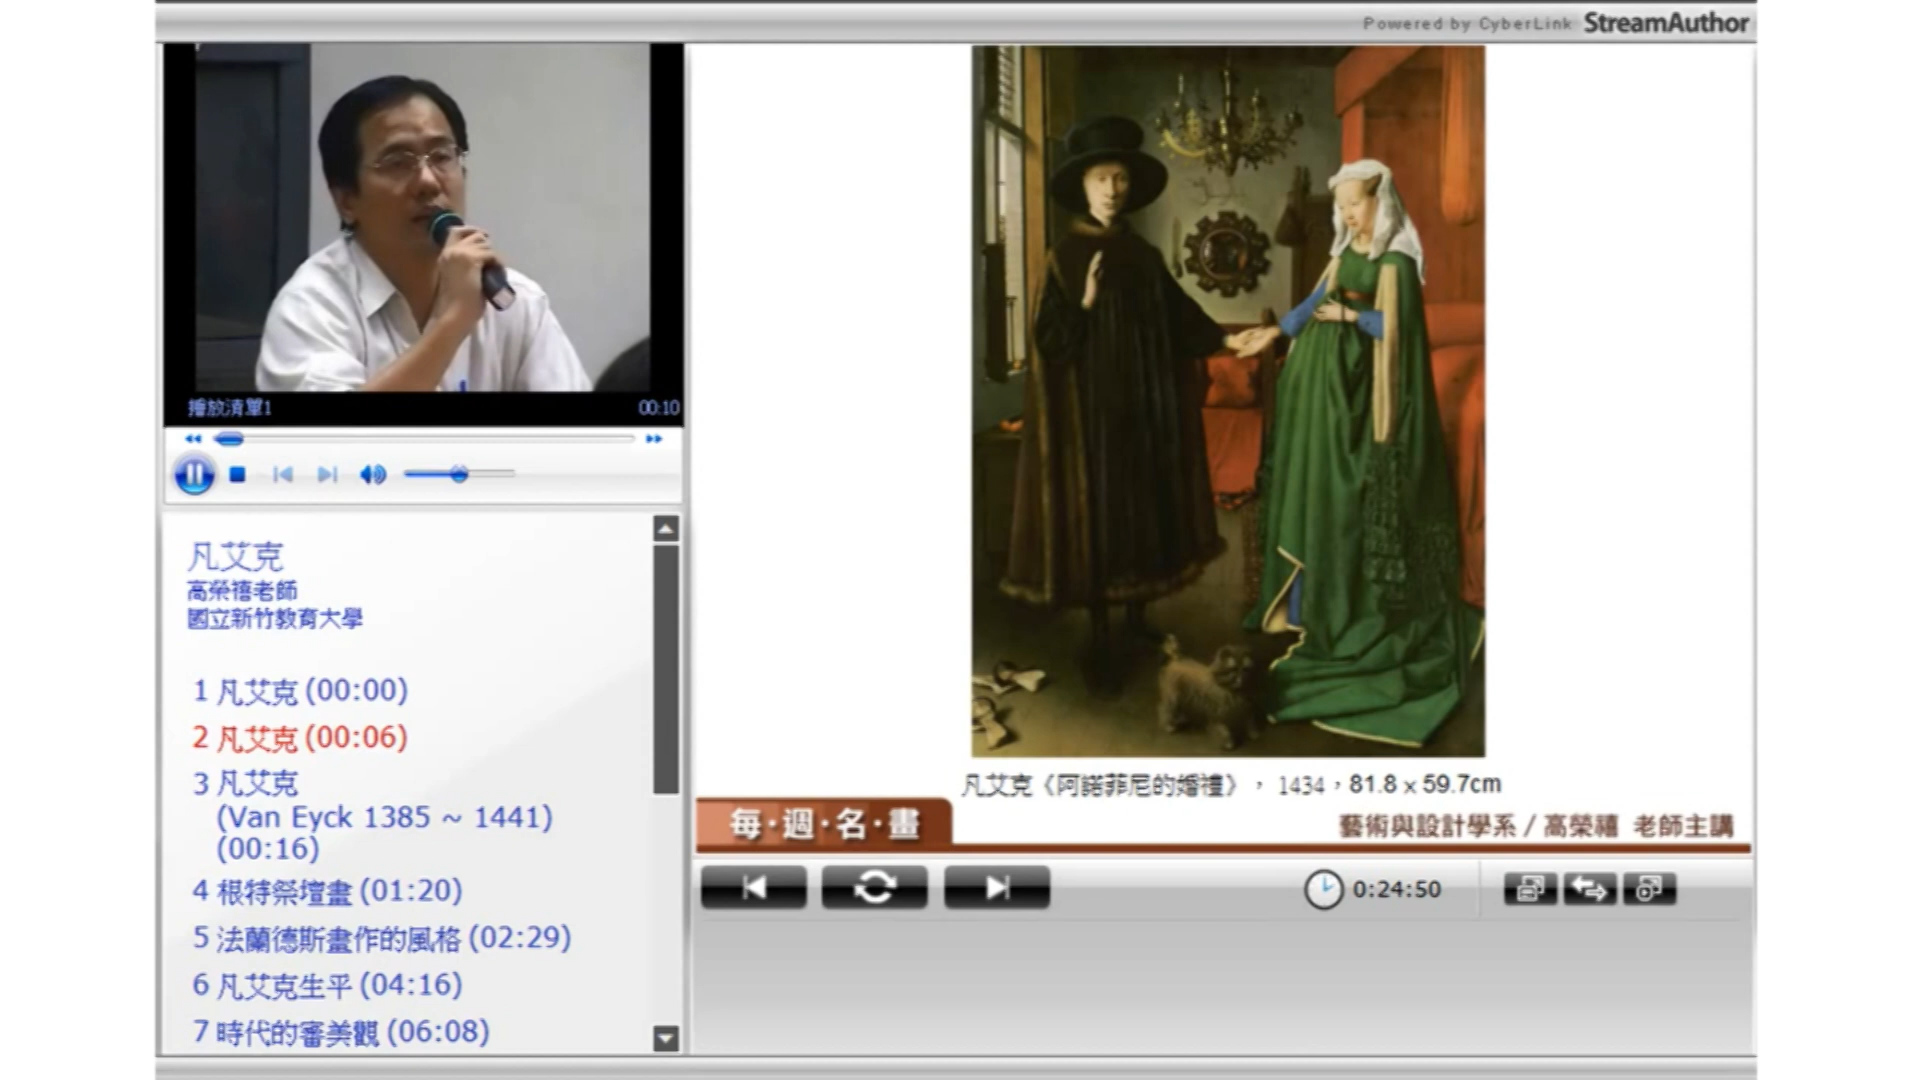 Powered by CyberLink StreamAuthor
播放清單1
00:10
凡艾克
高榮禧老師
國立新竹教育大學
1 凡艾克 (00:00)
2 凡艾克 (00:06)
3 凡艾克
(Van Eyck 1385 ~ 1441)
(00:16)
4 根特祭壇畫 (01:20)
5 法蘭德斯畫作的風格 (02:29)
6 凡艾克生平 (04:16)
7 時代的審美觀 (06:08)
凡艾克《阿諾菲尼的婚禮》，1434，81.8 x 59.7cm
每·週·名·畫
藝術與設計學系 / 高榮禧 老師主講
0:24:50